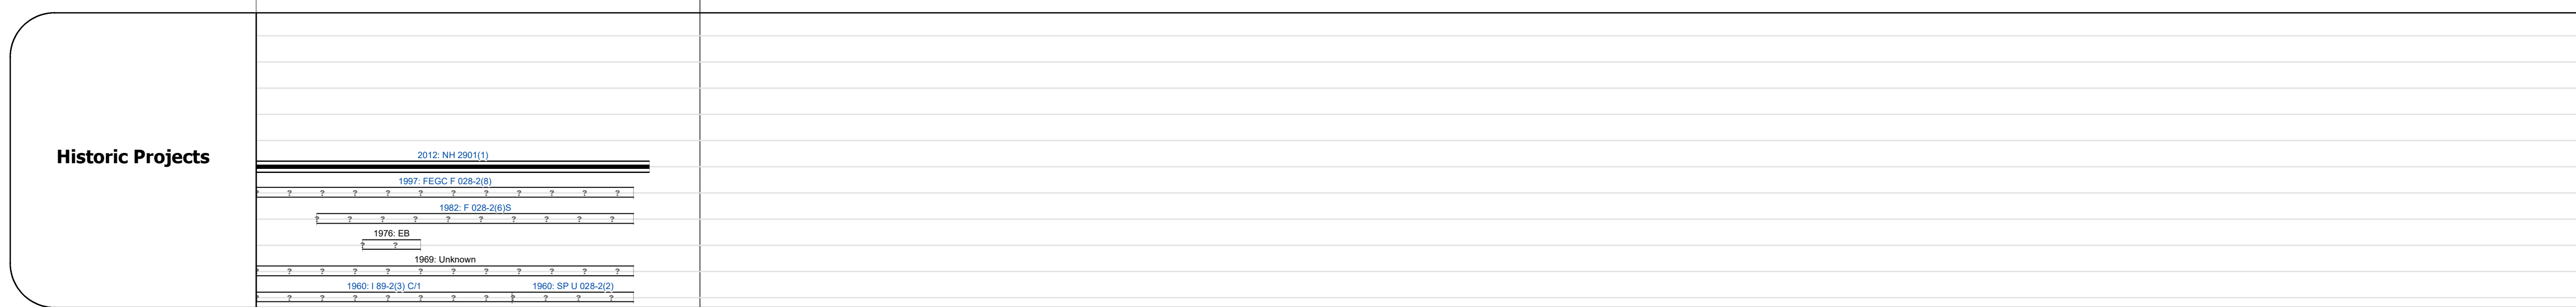 Historic Projects
2012: NH 2901(1)
1997: FEGC F 028-2(8)
? ? ? ? ? ? ? ? ? ? ? ?
1982: F 028-2(6)S
? ? ? ? ? ? ? ? ? ?
1976: EB
? ?
1969: Unknown
? ? ? ? ? ? ? ? ? ? ? ?
1960: I 89-2(3) C/1 1960: SP U 028-2(2)
? ? ? ? ? ? ? ? ? ? ? ?